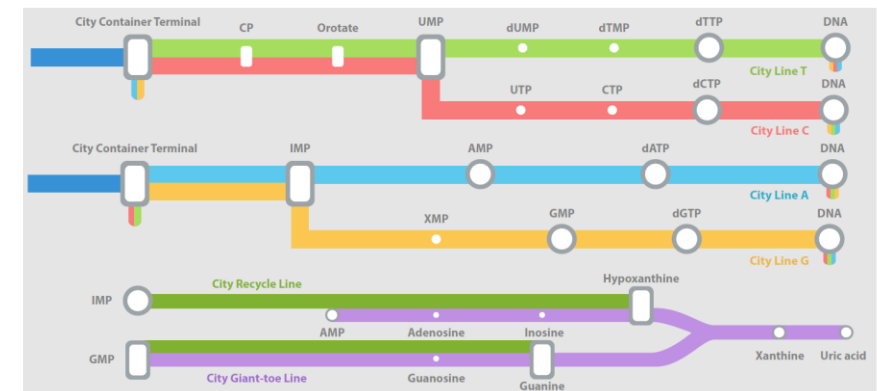 City Container Terminal CP Orotate UMP dUMP dTMP dTTP DNA
City Line T
UTP CTP dCTP DNA
City Line C
City Container Terminal IMP AMP dATP DNA
City Line A
XMP GMP dGTP DNA
City Line G
Hypoxanthine
City Recycle Line
IMP
AMP Adenosine Inosine
GMP
Xanthine Uric acid
City Giant-toe Line Guanosine Guanine